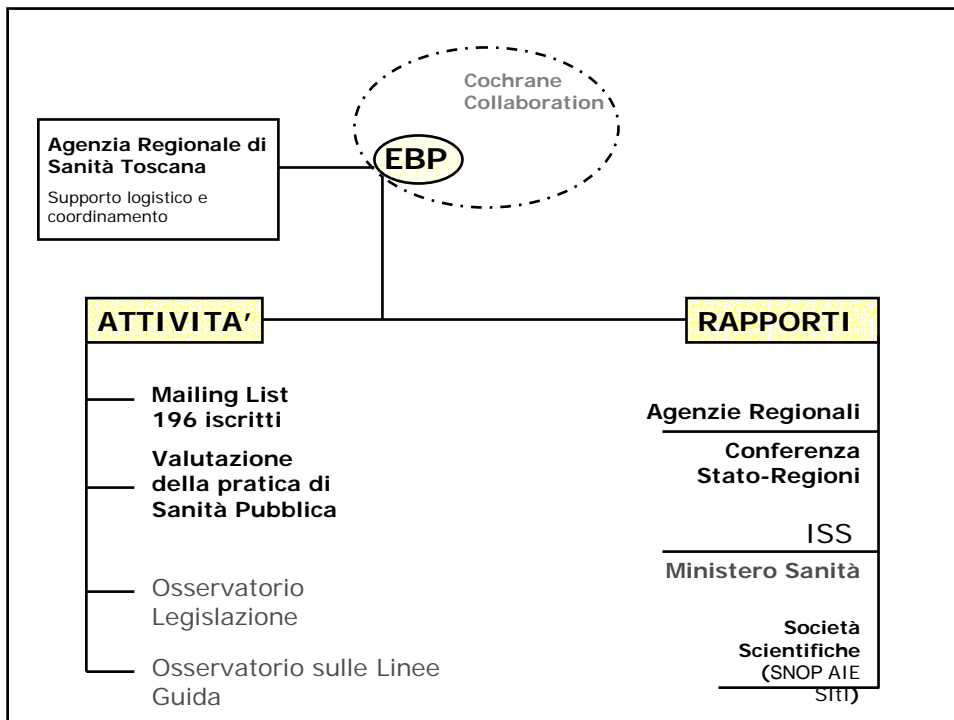 Cochrane
Collaboration
Agenzia Regionale di
Sanità Toscana
Supporto logistico e
coordinamento
EBP
ATTIVITA’
Mailing List
196 iscritti
Valutazione
della pratica di
Sanità Pubblica
Osservatorio
Legislazione
Osservatorio sulle Linee
Guida
RAPPORTI
Agenzie Regionali
Conferenza
Stato-Regioni
ISS
Ministero Sanità
Società
Scientifiche
(SNOP AIE
SItI)